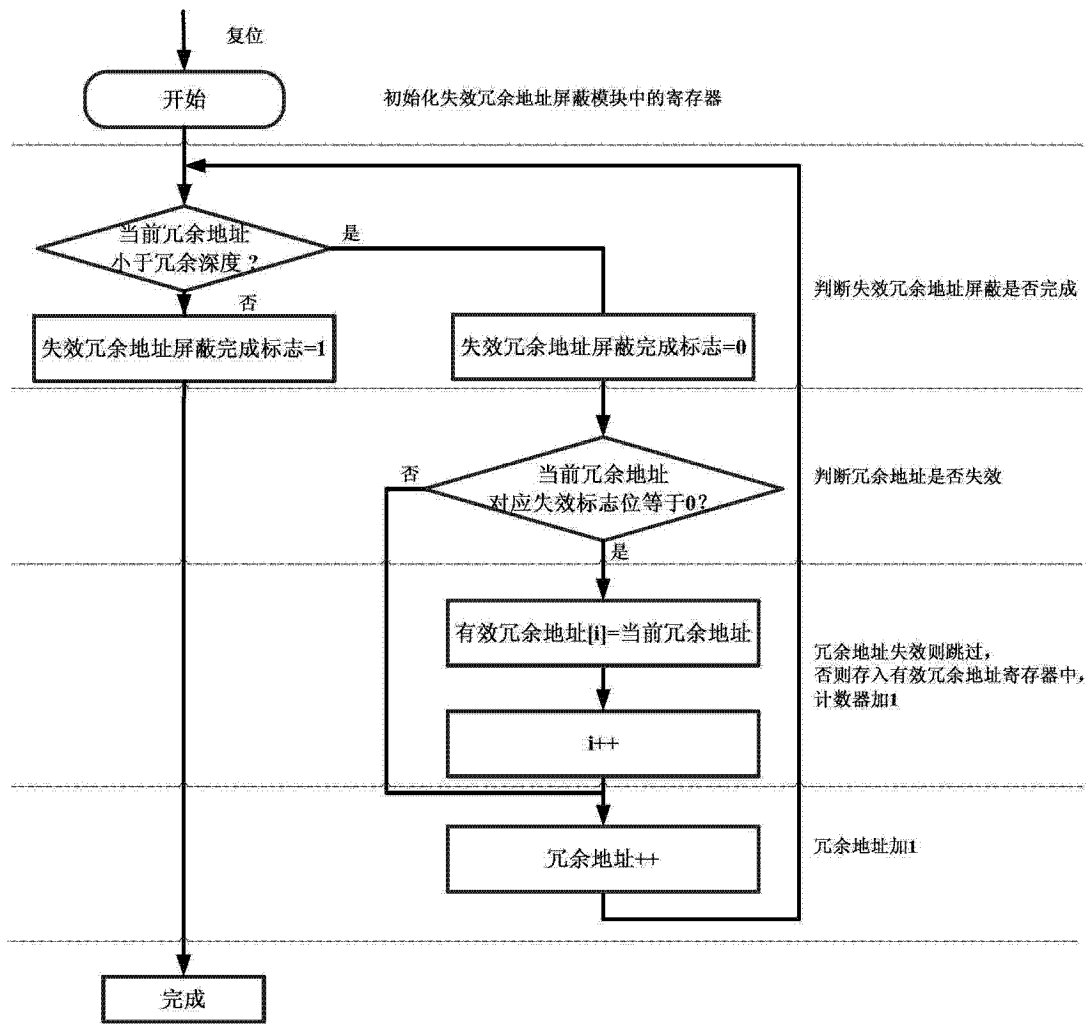 复位
开始
初始化失效冗余地址屏蔽模块中的寄存器
当前冗余地址
小于冗余深度？
是
否
判断失效冗余地址屏蔽是否完成
失效冗余地址屏蔽完成标志=1
失效冗余地址屏蔽完成标志=0
否
当前冗余地址
对应失效标志位等于0？
判断冗余地址是否失效
是
有效冗余地址[i]=当前冗余地址
冗余地址失效则跳过，
否则存入有效冗余地址寄存器中，
计数器加1
i++
冗余地址++
冗余地址加1
完成